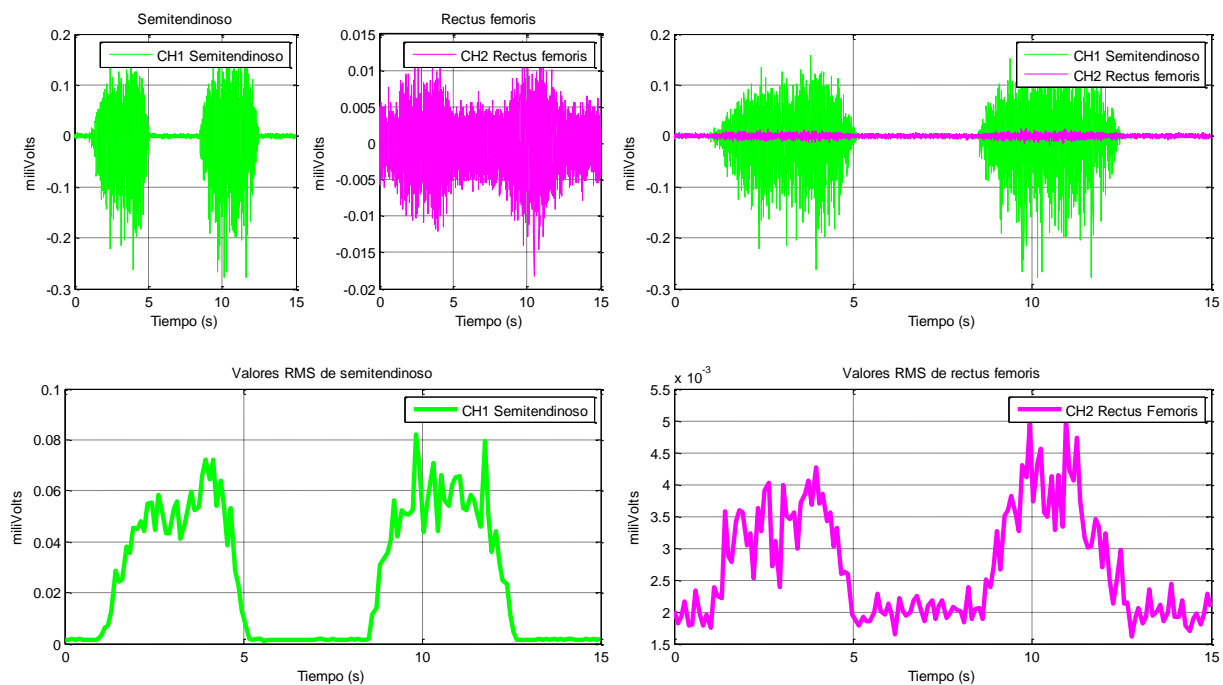 Semitendinoso
0.2
0.1
0
-0.1
-0.2
-0.3
miliVolts
CH1 Semitendinoso
0 5 10 15
Tiempo (s)
Rectus femoris
0.015
0.01
0.005
0
-0.005
-0.01
-0.015
-0.02
miliVolts
CH2 Rectus femoris
0 5 10 15
Tiempo (s)
0.2
0.1
0
-0.1
-0.2
-0.3
miliVolts
CH1 Semitendinoso
CH2 Rectus femoris
0 5 10 15
Tiempo (s)
Valores RMS de semitendinoso
0.1
0.08
0.06
0.04
0.02
0
miliVolts
CH1 Semitendinoso
0 5 10 15
Tiempo (s)
Valores RMS de rectus femoris
x 10^-3
5.5
5
4.5
4
3.5
3
2.5
2
1.5
miliVolts
CH2 Rectus Femoris
0 5 10 15
Tiempo (s)